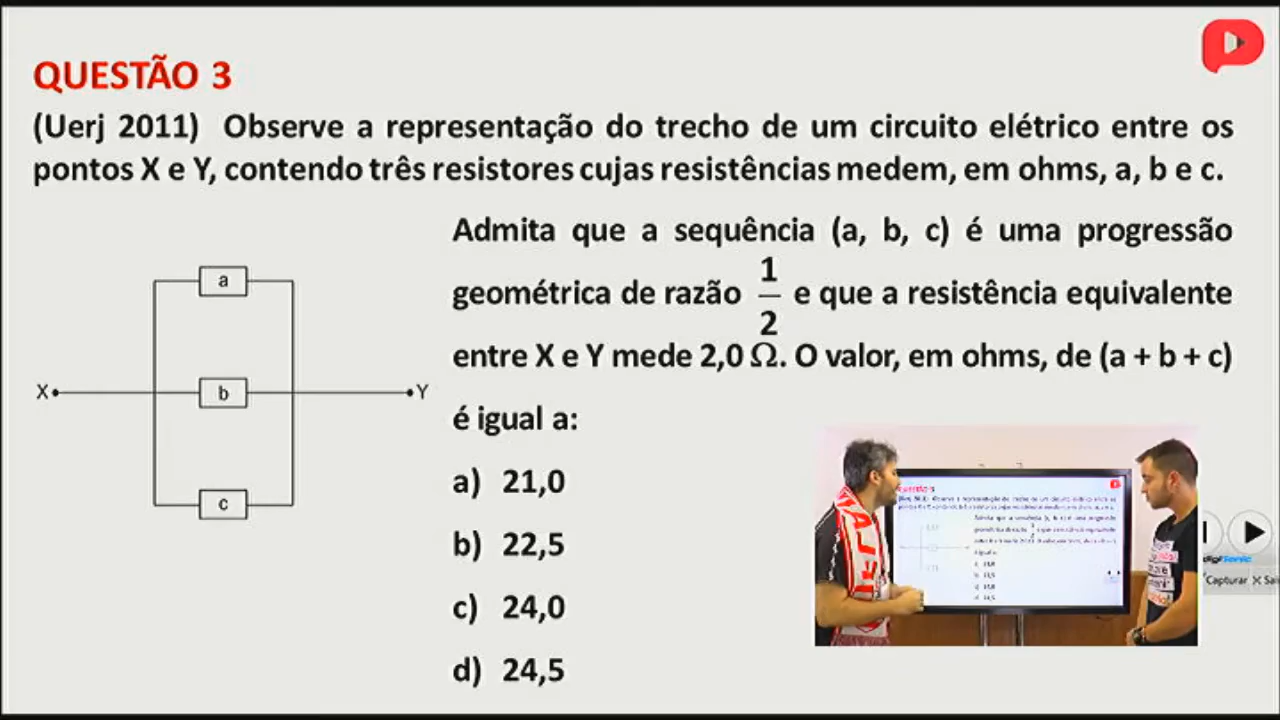 QUESTÃO 3
(Uerj 2011) Observe a representação do trecho de um circuito elétrico entre os
pontos X e Y, contendo três resistores cujas resistências medem, em ohms, a, b e c.
Admita que a sequência (a, b, c) é uma progressão
geométrica de razão 1/2 e que a resistência equivalente
entre X e Y mede 2,0 Ω. O valor, em ohms, de (a + b + c)
é igual a:
a) 21,0
b) 22,5
c) 24,0
d) 24,5
a
X b Y
c
Capturar